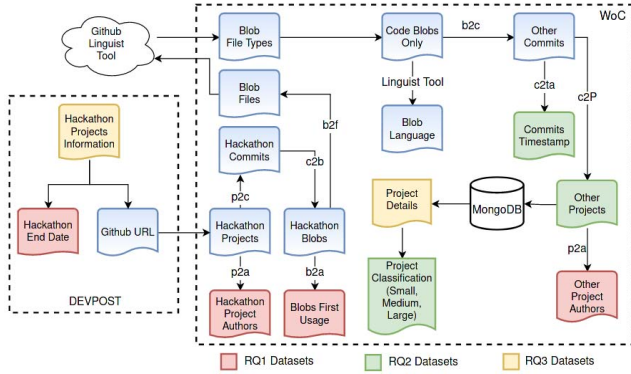 WoC
Github
Linguist
Tool
Blob
File Types
Code Blobs
Only
b2c
Other
Commits
Linguist Tool
c2ta
c2P
Blob
Files
Blob
Language
Commits
Timestamp
b2f
Hackathon
Projects
Information
Hackathon
Commits
c2b
p2c
Hackathon
End Date
Github URL
Hackathon
Projects
Hackathon
Blobs
Project
Details
MongoDB
Other
Projects
p2a
b2a
p2a
Hackathon
Project
Authors
Blobs First
Usage
Project
Classification
(Small,
Medium,
Large)
Other
Project
Authors
DEVPOST
RQ1 Datasets
RQ2 Datasets
RQ3 Datasets